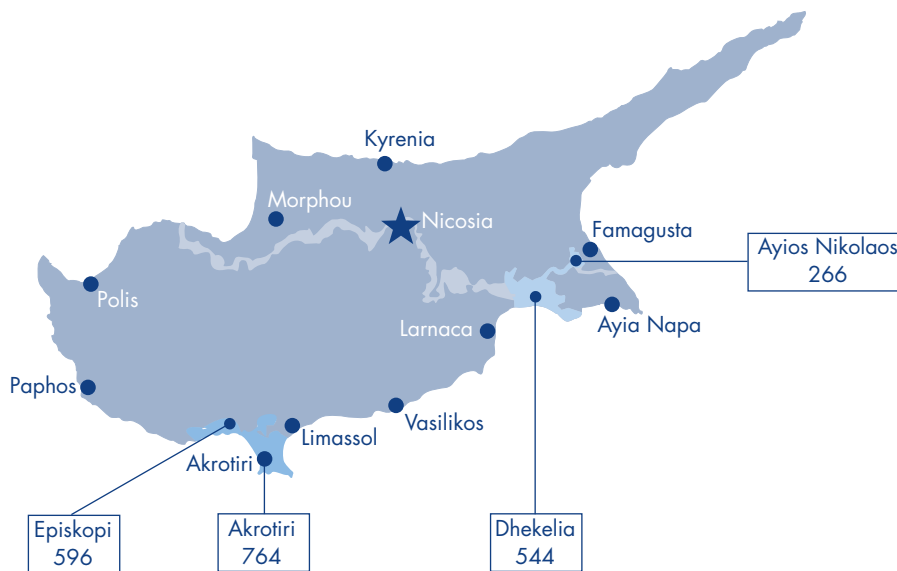 Kyrenia
Morphou
Nicosia
Famagusta
Ayios Nikolaos
266
Polis
Larnaca
Ayia Napa
Paphos
Vasilikos
Limassol
Akrotiri
Episkopi
596
Akrotiri
764
Dhekelia
544